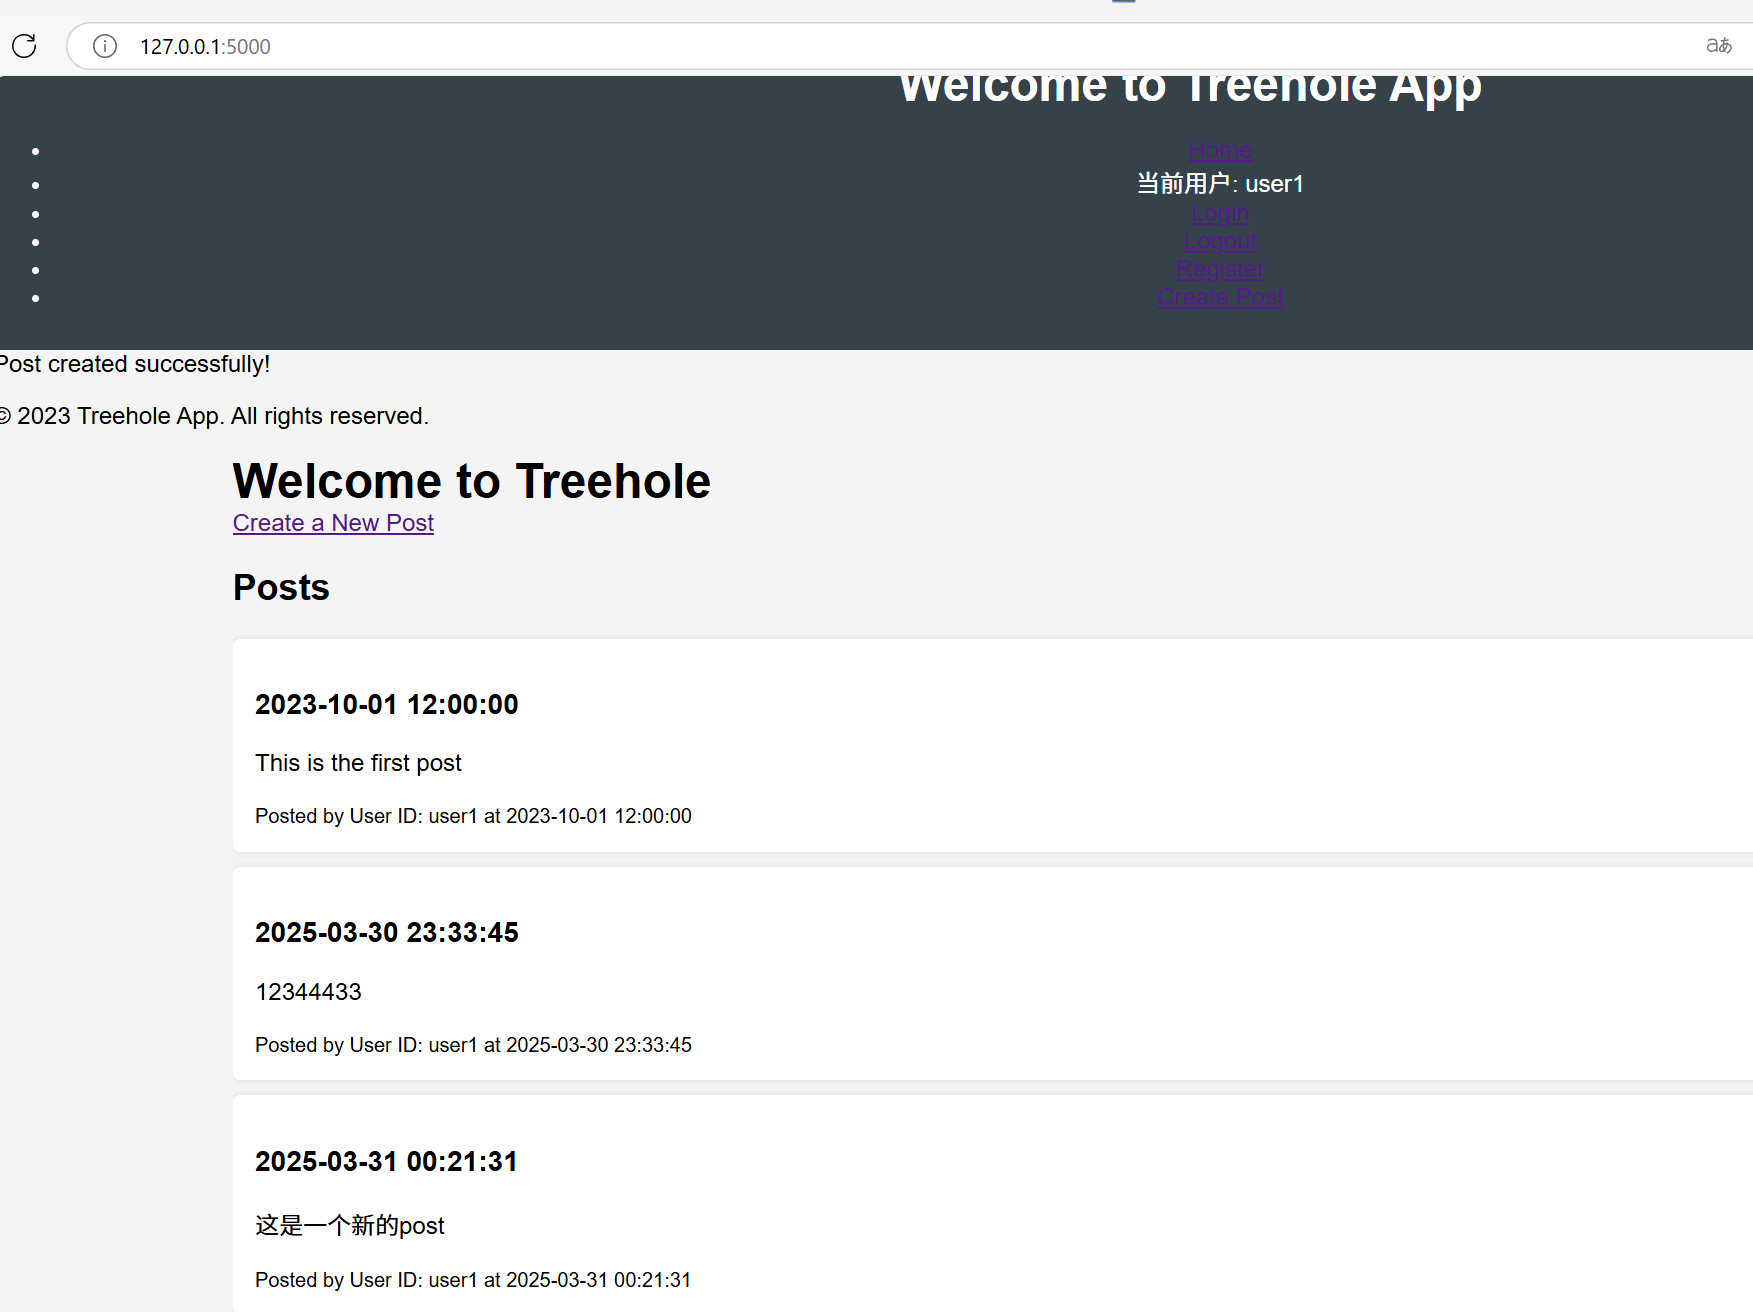 127.0.0.1:5000
aあ
Welcome to Treehole App
Home
当前用户: user1
Login
Logout
Register
Create Post
Post created successfully!
© 2023 Treehole App. All rights reserved.
Welcome to Treehole
Create a New Post
Posts
2023-10-01 12:00:00
This is the first post
Posted by User ID: user1 at 2023-10-01 12:00:00
2025-03-30 23:33:45
12344433
Posted by User ID: user1 at 2025-03-30 23:33:45
2025-03-31 00:21:31
这是一个新的post
Posted by User ID: user1 at 2025-03-31 00:21:31